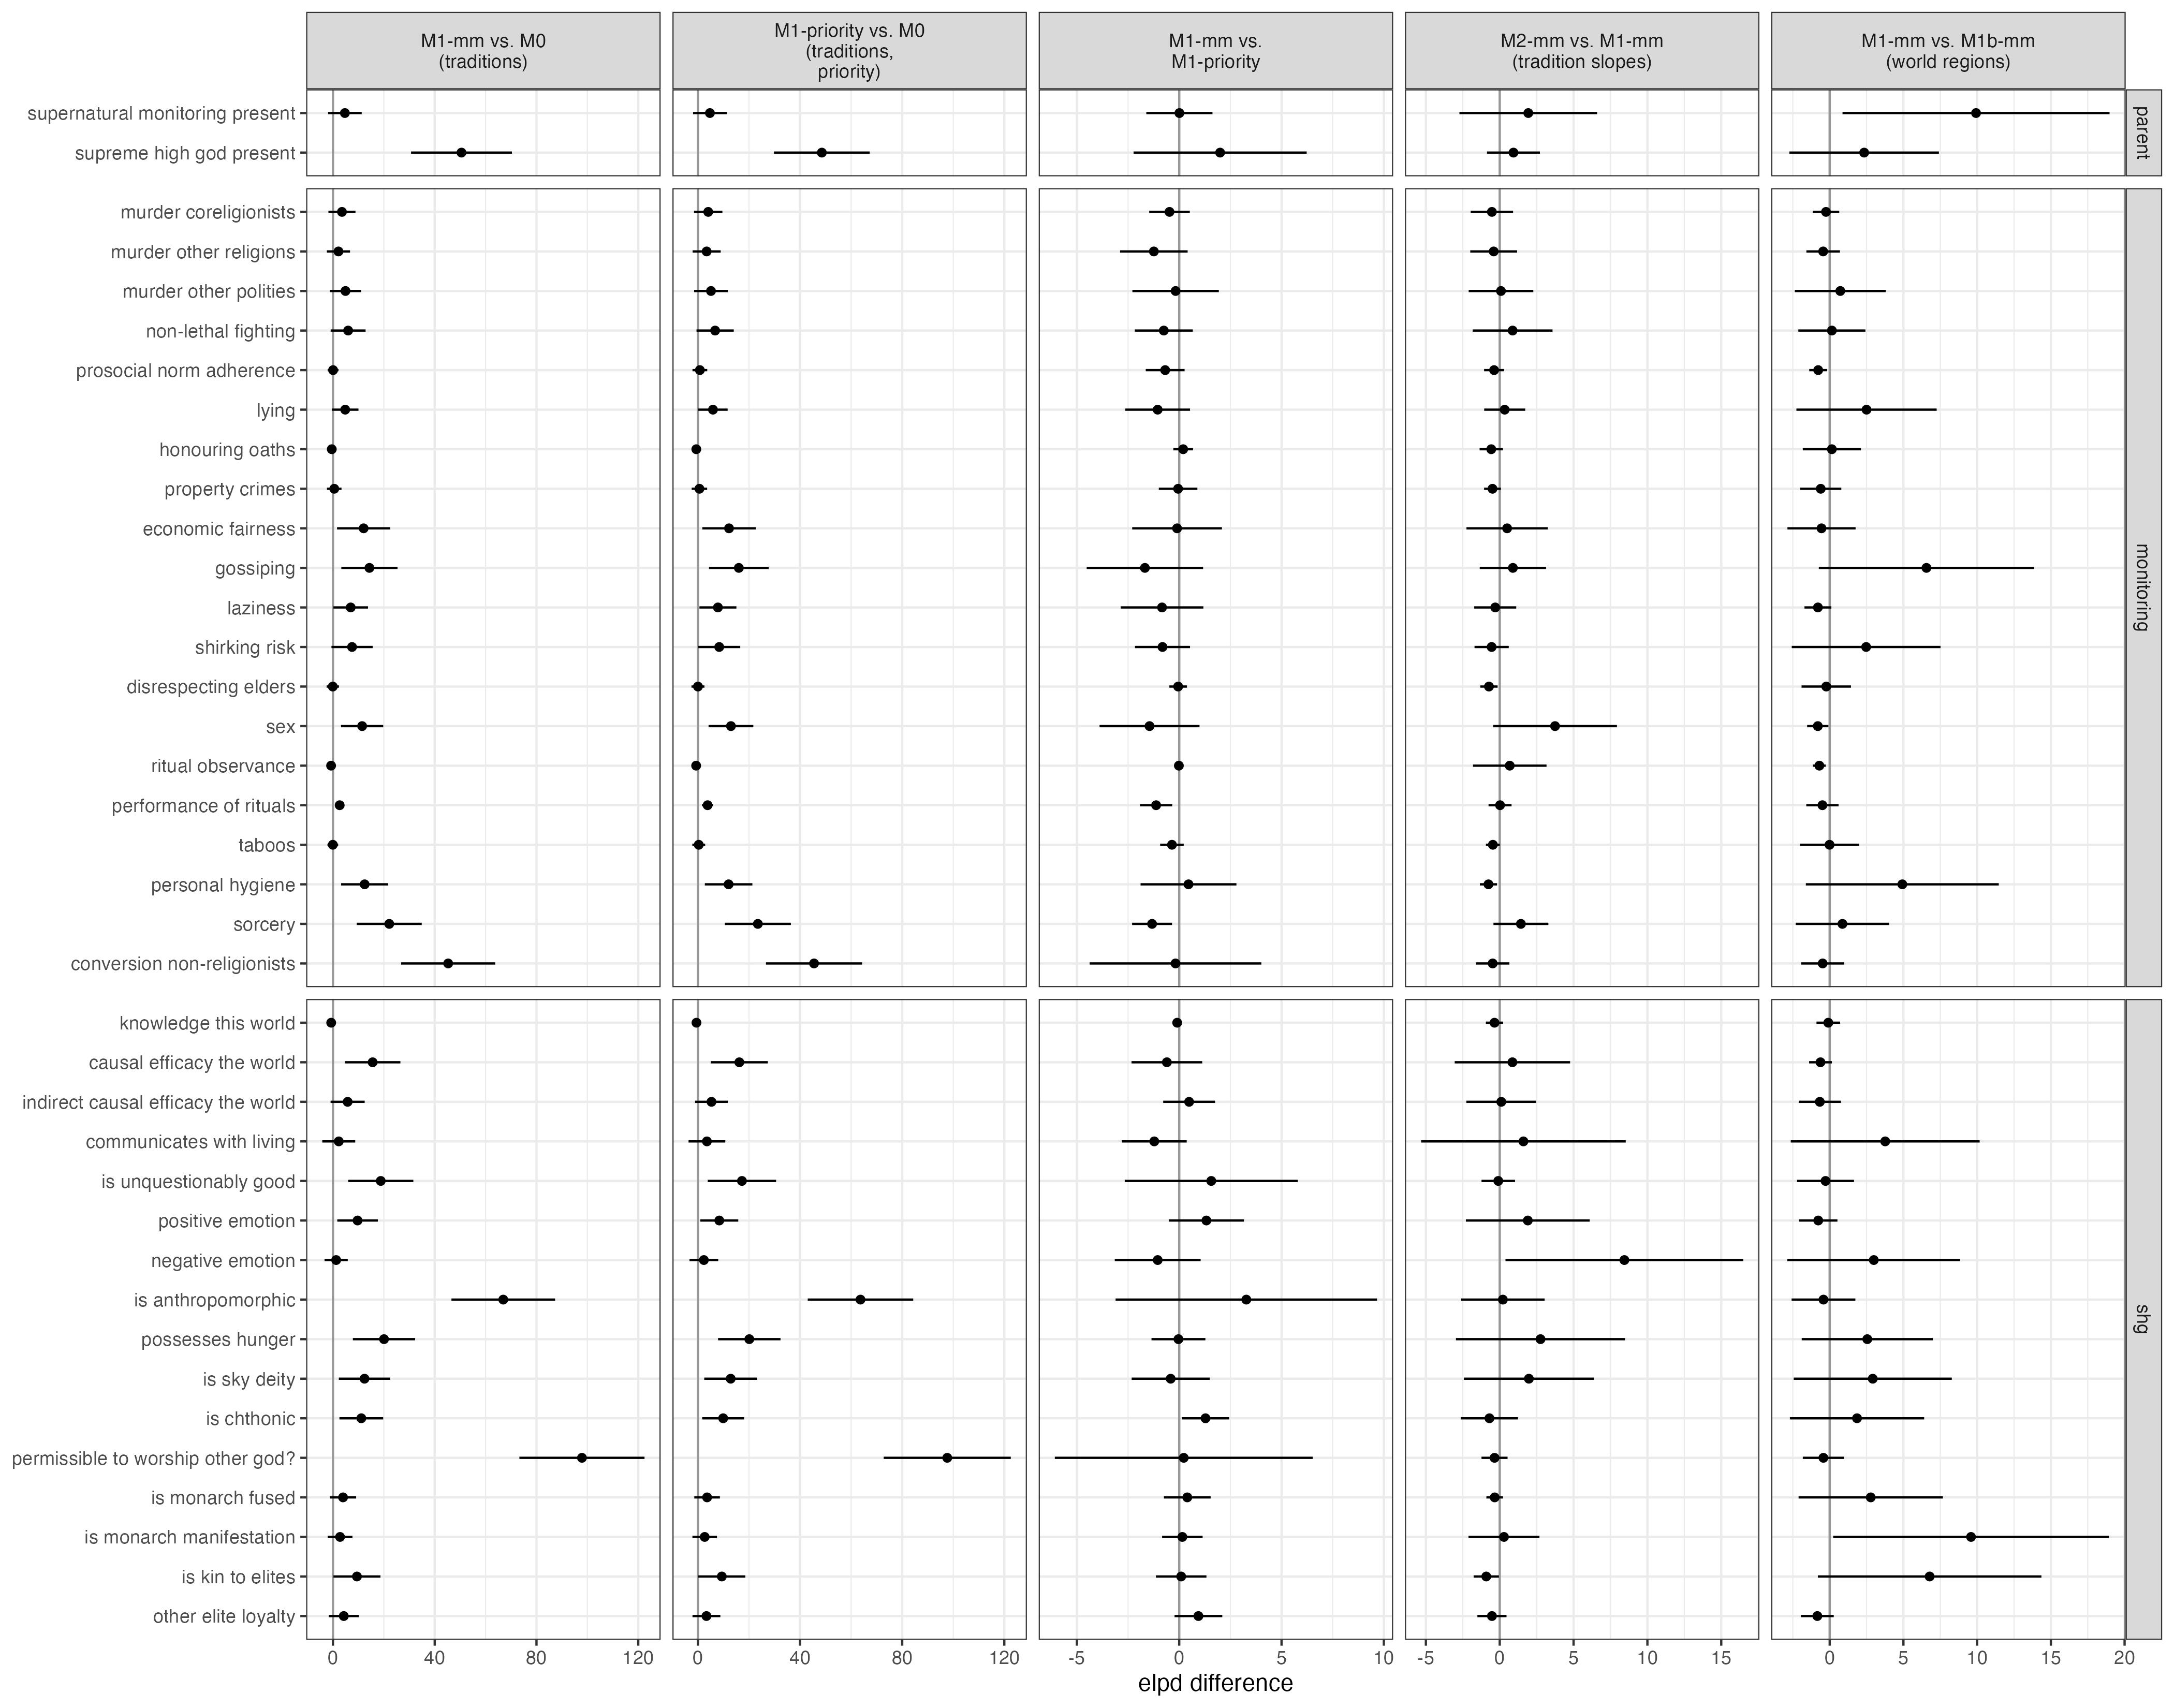 M1-mm vs. M0
(traditions)
M1-priority vs. M0
(traditions,
priority)
M1-mm vs.
M1-priority
M2-mm vs. M1-mm
(tradition slopes)
M1-mm vs. M1b-mm
(world regions)
supernatural monitoring present
supreme high god present
parent
murder coreligionists
murder other religions
murder other polities
non-lethal fighting
prosocial norm adherence
lying
honouring oaths
property crimes
economic fairness
gossiping
laziness
shirking risk
disrespecting elders
sex
ritual observance
performance of rituals
taboos
personal hygiene
sorcery
conversion non-religionists
monitoring
knowledge this world
causal efficacy the world
indirect causal efficacy the world
communicates with living
is unquestionably good
positive emotion
negative emotion
is anthropomorphic
possesses hunger
is sky deity
is chthonic
permissible to worship other god?
is monarch fused
is monarch manifestation
is kin to elites
other elite loyalty
shg
0 40 80 120
0 40 80 120
-5 0 5 10
-5 0 5 10 15
0 5 10 15 20
elpd difference